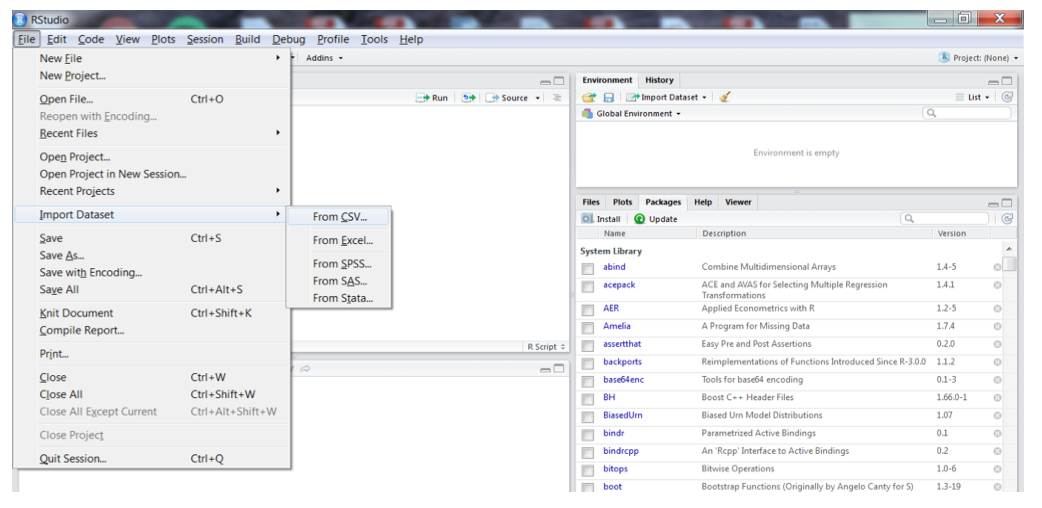 RStudio
File Edit Code View Plots Session Build Debug Profile Tools Help
Addins
Project: (None)
New File
New Project...
Open File... Ctrl+O
Reopen with Encoding...
Recent Files
Open Project...
Open Project in New Session...
Recent Projects
Import Dataset
Save Ctrl+S
Save As...
Save with Encoding...
Save All Ctrl+Alt+S
Knit Document Ctrl+Shift+K
Compile Report...
Print...
Close Ctrl+W
Close All Ctrl+Shift+W
Close All Except Current Ctrl+Alt+Shift+W
Close Project
Quit Session... Ctrl+Q
From CSV...
From Excel...
From SPSS...
From SAS...
From Stata...
Run Source
R Script
Environment History
Import Dataset List
Global Environment
Environment is empty
Files Plots Packages Help Viewer
Install Update
Name Description Version
System Library
abind Combine Multidimensional Arrays 1.4-5
acepack ACE and AVAS for Selecting Multiple Regression Transformations 1.4.1
AER Applied Econometrics with R 1.2-5
Amelia A Program for Missing Data 1.7.4
assertthat Easy Pre and Post Assertions 0.2.0
backports Reimplementations of Functions Introduced Since R-3.0.0 1.1.2
base64enc Tools for base64 encoding 0.1-3
BH Boost C++ Header Files 1.66.0-1
BiasedUrn Biased Urn Model Distributions 1.07
bindr Parametrized Active Bindings 0.1
bindrcpp An 'Rcpp' Interface to Active Bindings 0.2
bitops Bitwise Operations 1.0-6
boot Bootstrap Functions (Originally by Angelo Canty for S) 1.3-19